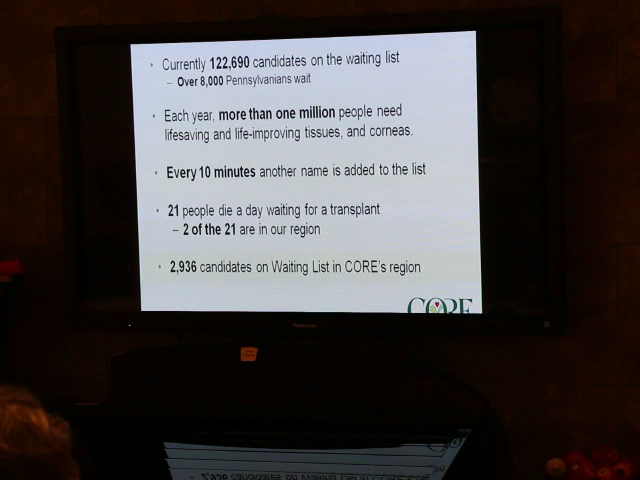 • Currently 122,690 candidates on the waiting list
– Over 8,000 Pennsylvanians wait
• Each year, more than one million people need
lifesaving and life-improving tissues, and corneas.
• Every 10 minutes another name is added to the list
• 21 people die a day waiting for a transplant
– 2 of the 21 are in our region
• 2,936 candidates on Waiting List in CORE's region
CORE
Panasonic